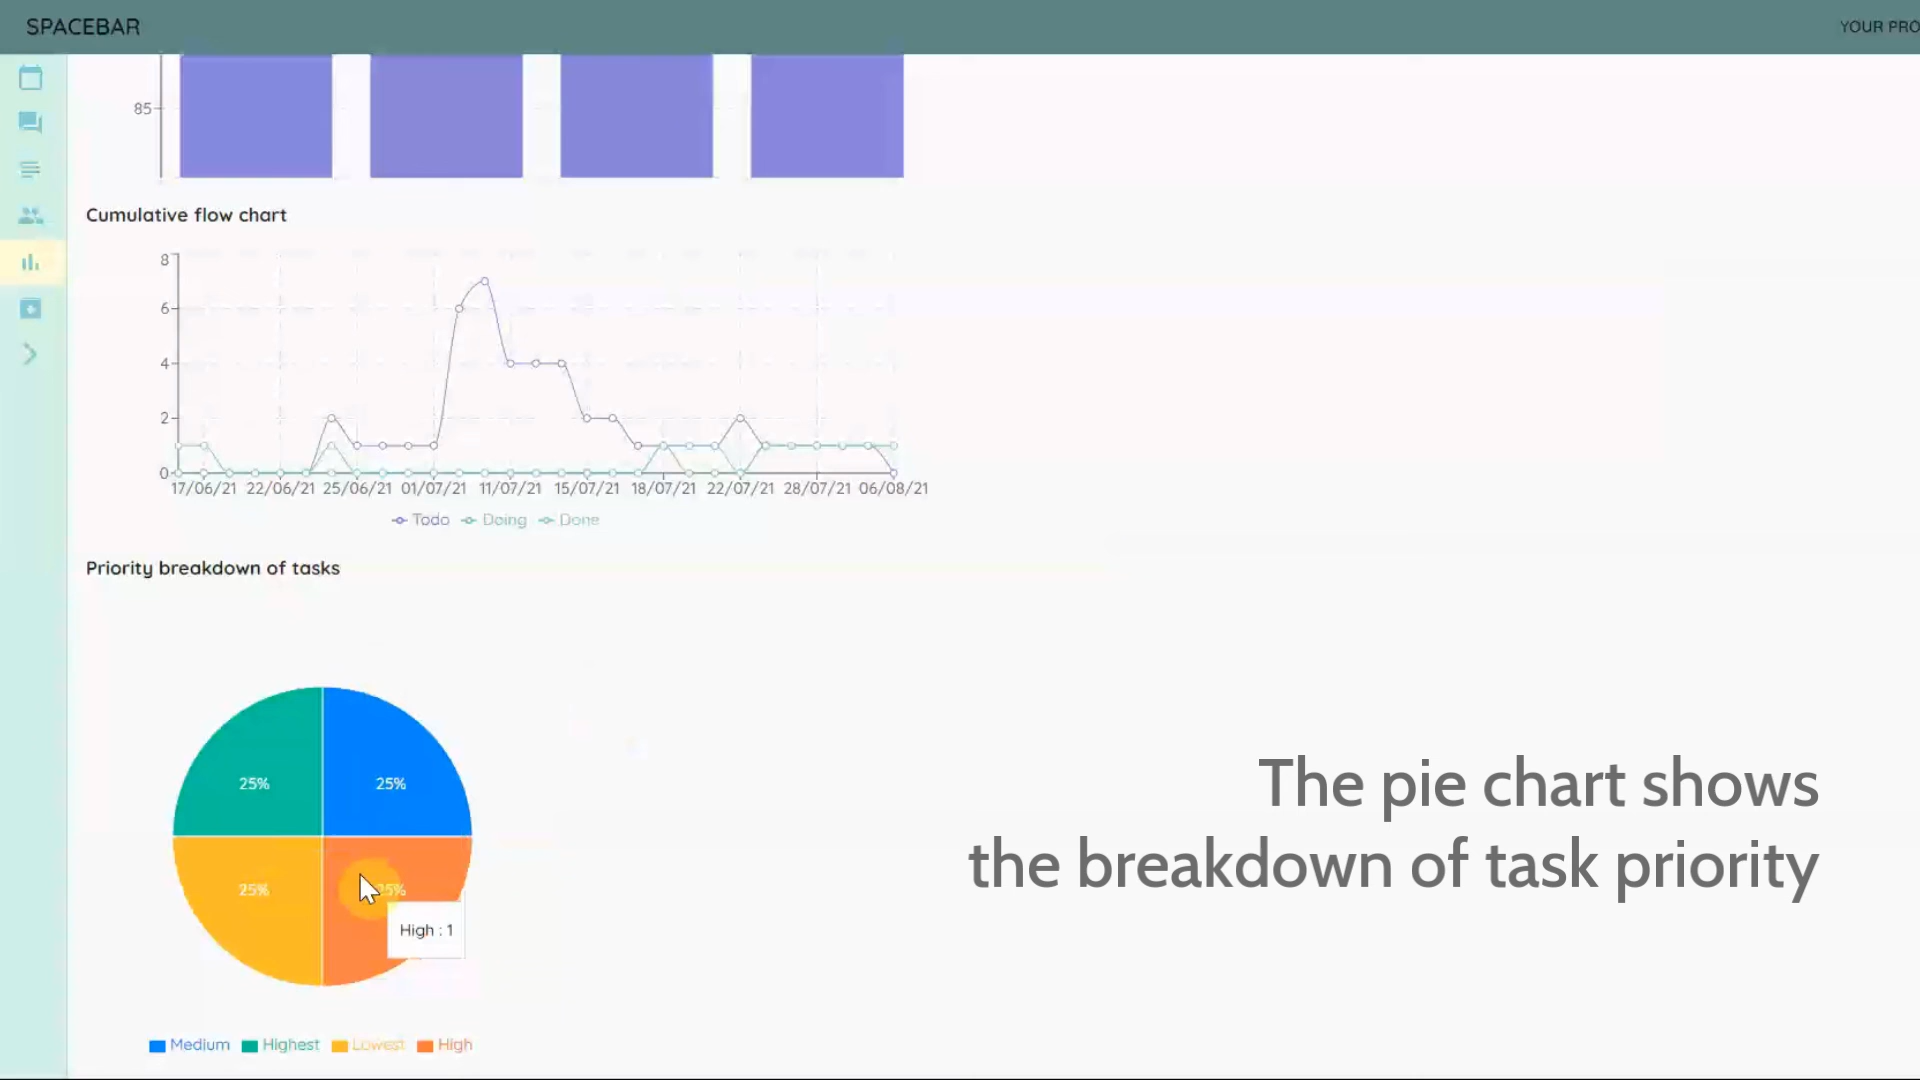 SPACEBAR
YOUR PRO
85
Cumulative flow chart
8
6
4
2
0
17/06/21 22/06/21 25/06/21 01/07/21 11/07/21 15/07/21 18/07/21 22/07/21 28/07/21 06/08/21
Todo Doing Done
Priority breakdown of tasks
25% 25%
25% 25%
High : 1
Medium Highest Lowest High
The pie chart shows
the breakdown of task priority